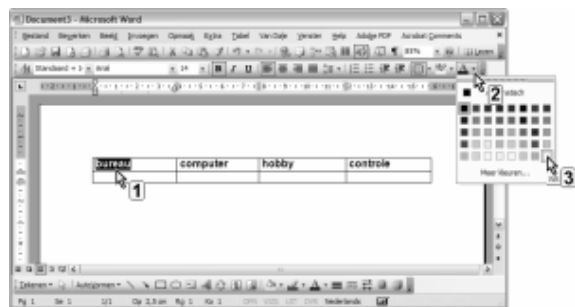 Document3 - Microsoft Word
Bestand Bewerken Beeld Invoegen Opmaak Extra Tabel Van Dale Venster Help Adobe PDF Acrobat Comments
Arial 14 B I U
2
bureau computer hobby controle
1
Meer kleuren...
3
Tekenen AutoVormen
Pg 1 Se 1 1/1 Op 2,5 cm Rg 1 Ko 1 Nederlands